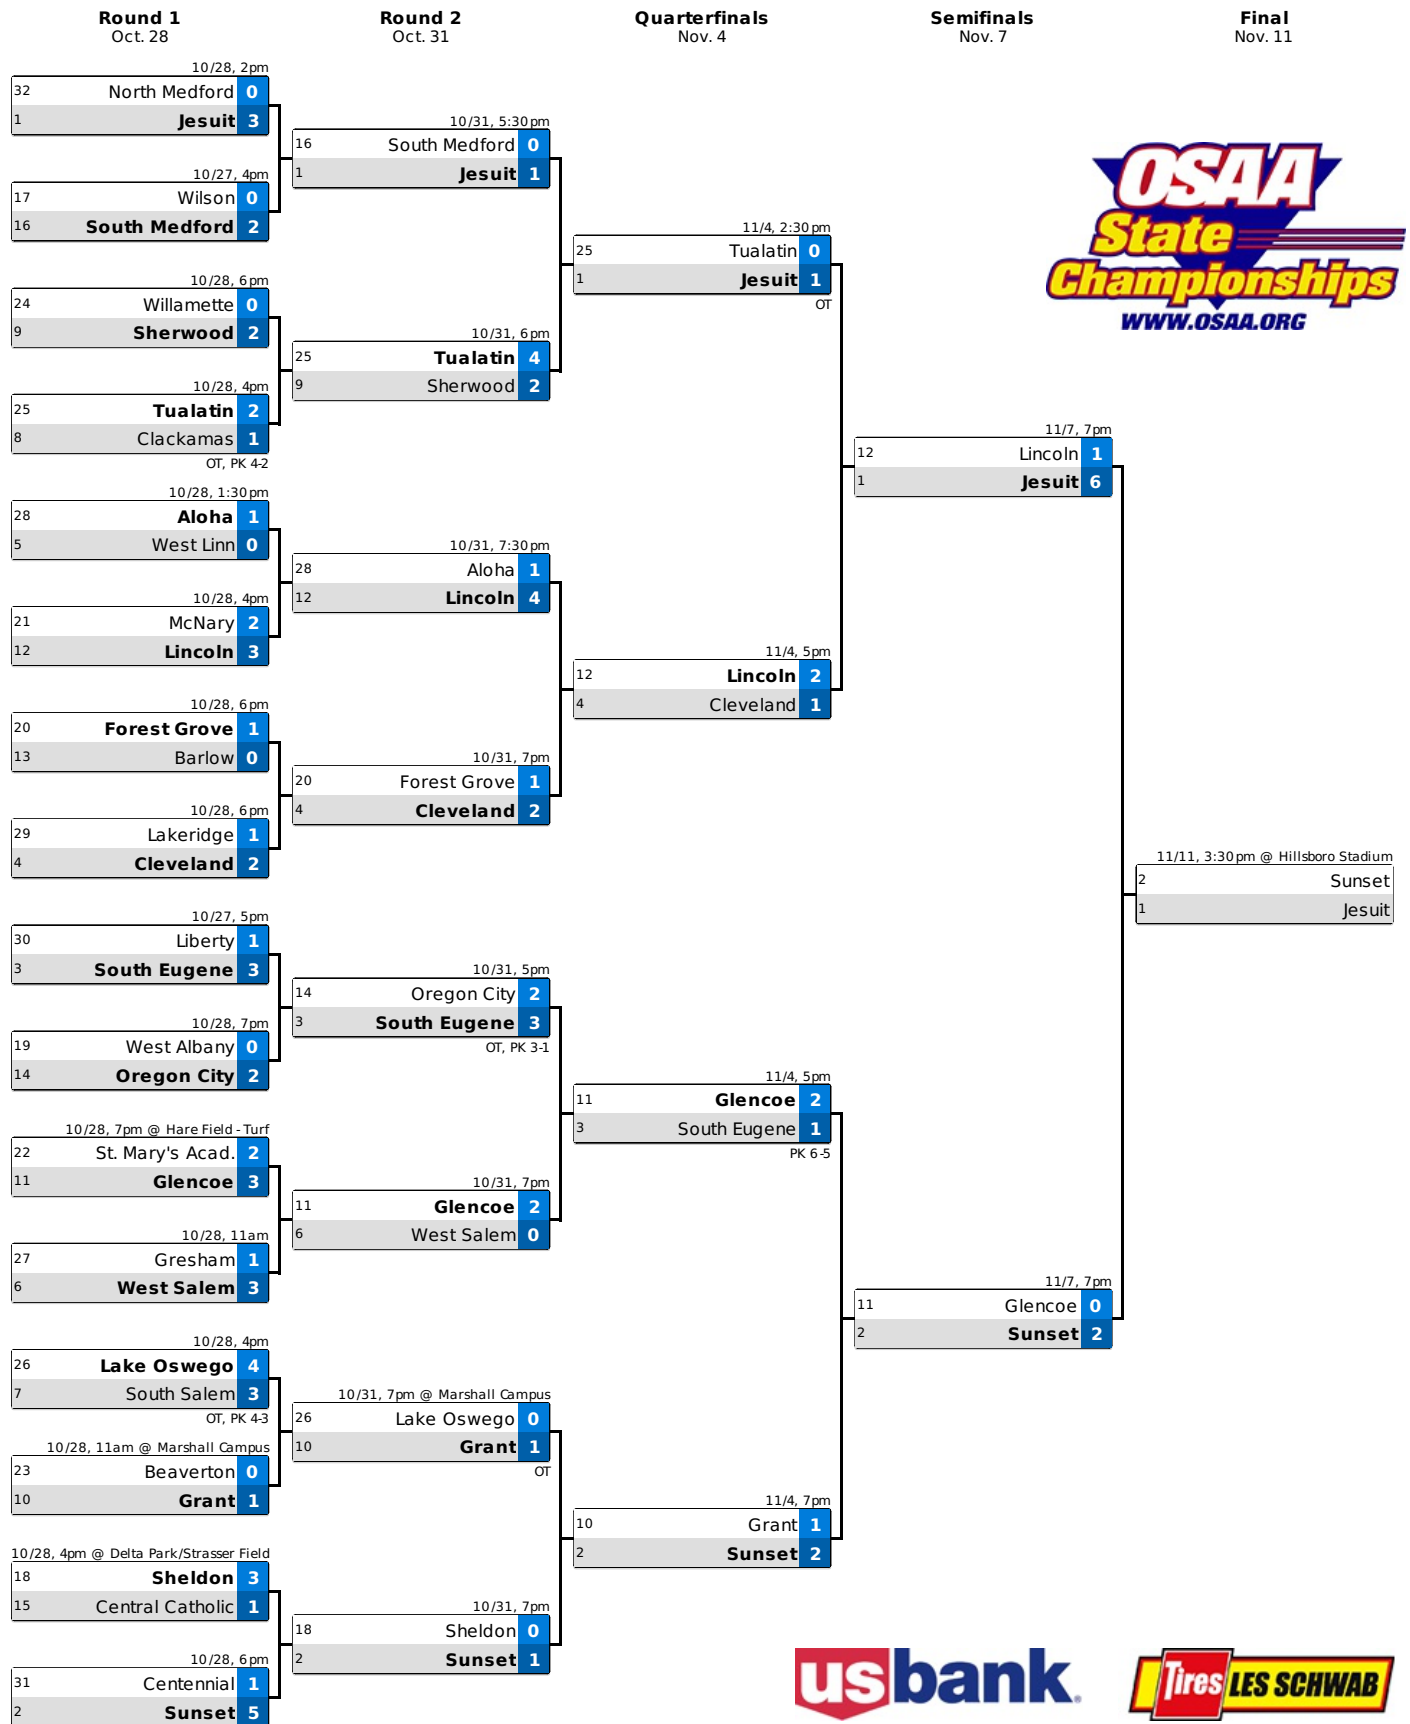 Round 1
Oct. 28
Round 2
Oct. 31
Quarterfinals
Nov. 4
Semifinals
Nov. 7
Final
Nov. 11
10/28, 2pm
32 North Medford 0
1 Jesuit 3
10/27, 4pm
17 Wilson 0
16 South Medford 2
10/28, 6pm
24 Willamette 0
9 Sherwood 2
10/28, 4pm
25 Tualatin 2
8 Clackamas 1
OT, PK 4-2
10/28, 1:30pm
28 Aloha 1
5 West Linn 0
10/28, 4pm
21 McNary 2
12 Lincoln 3
10/28, 6pm
20 Forest Grove 1
13 Barlow 0
10/28, 6pm
29 Lakeridge 1
4 Cleveland 2
10/27, 5pm
30 Liberty 1
3 South Eugene 3
10/28, 7pm
19 West Albany 0
14 Oregon City 2
10/28, 7pm @ Hare Field - Turf
22 St. Mary's Acad. 2
11 Glencoe 3
10/28, 11am
27 Gresham 1
6 West Salem 3
10/28, 4pm
26 Lake Oswego 4
7 South Salem 3
OT, PK 4-3
10/28, 11am @ Marshall Campus
23 Beaverton 0
10 Grant 1
10/28, 4pm @ Delta Park/Strasser Field
18 Sheldon 3
15 Central Catholic 1
10/28, 6pm
31 Centennial 1
2 Sunset 5
10/31, 5:30pm
16 South Medford 0
1 Jesuit 1
10/31, 6pm
25 Tualatin 4
9 Sherwood 2
10/31, 7:30pm
28 Aloha 1
12 Lincoln 4
10/31, 7pm
20 Forest Grove 1
4 Cleveland 2
10/31, 5pm
14 Oregon City 2
3 South Eugene 3
OT, PK 3-1
10/31, 7pm
11 Glencoe 2
6 West Salem 0
10/31, 7pm @ Marshall Campus
26 Lake Oswego 0
10 Grant 1
OT
10/31, 7pm
18 Sheldon 0
2 Sunset 1
11/4, 2:30pm
25 Tualatin 0
1 Jesuit 1
OT
11/4, 5pm
12 Lincoln 2
4 Cleveland 1
11/4, 5pm
11 Glencoe 2
3 South Eugene 1
PK 6-5
11/4, 7pm
10 Grant 1
2 Sunset 2
11/7, 7pm
12 Lincoln 1
1 Jesuit 6
11/7, 7pm
11 Glencoe 0
2 Sunset 2
11/11, 3:30pm @ Hillsboro Stadium
2 Sunset
1 Jesuit
OSAA
State
Championships
WWW.OSAA.ORG
usbank.
Tires LES SCHWAB